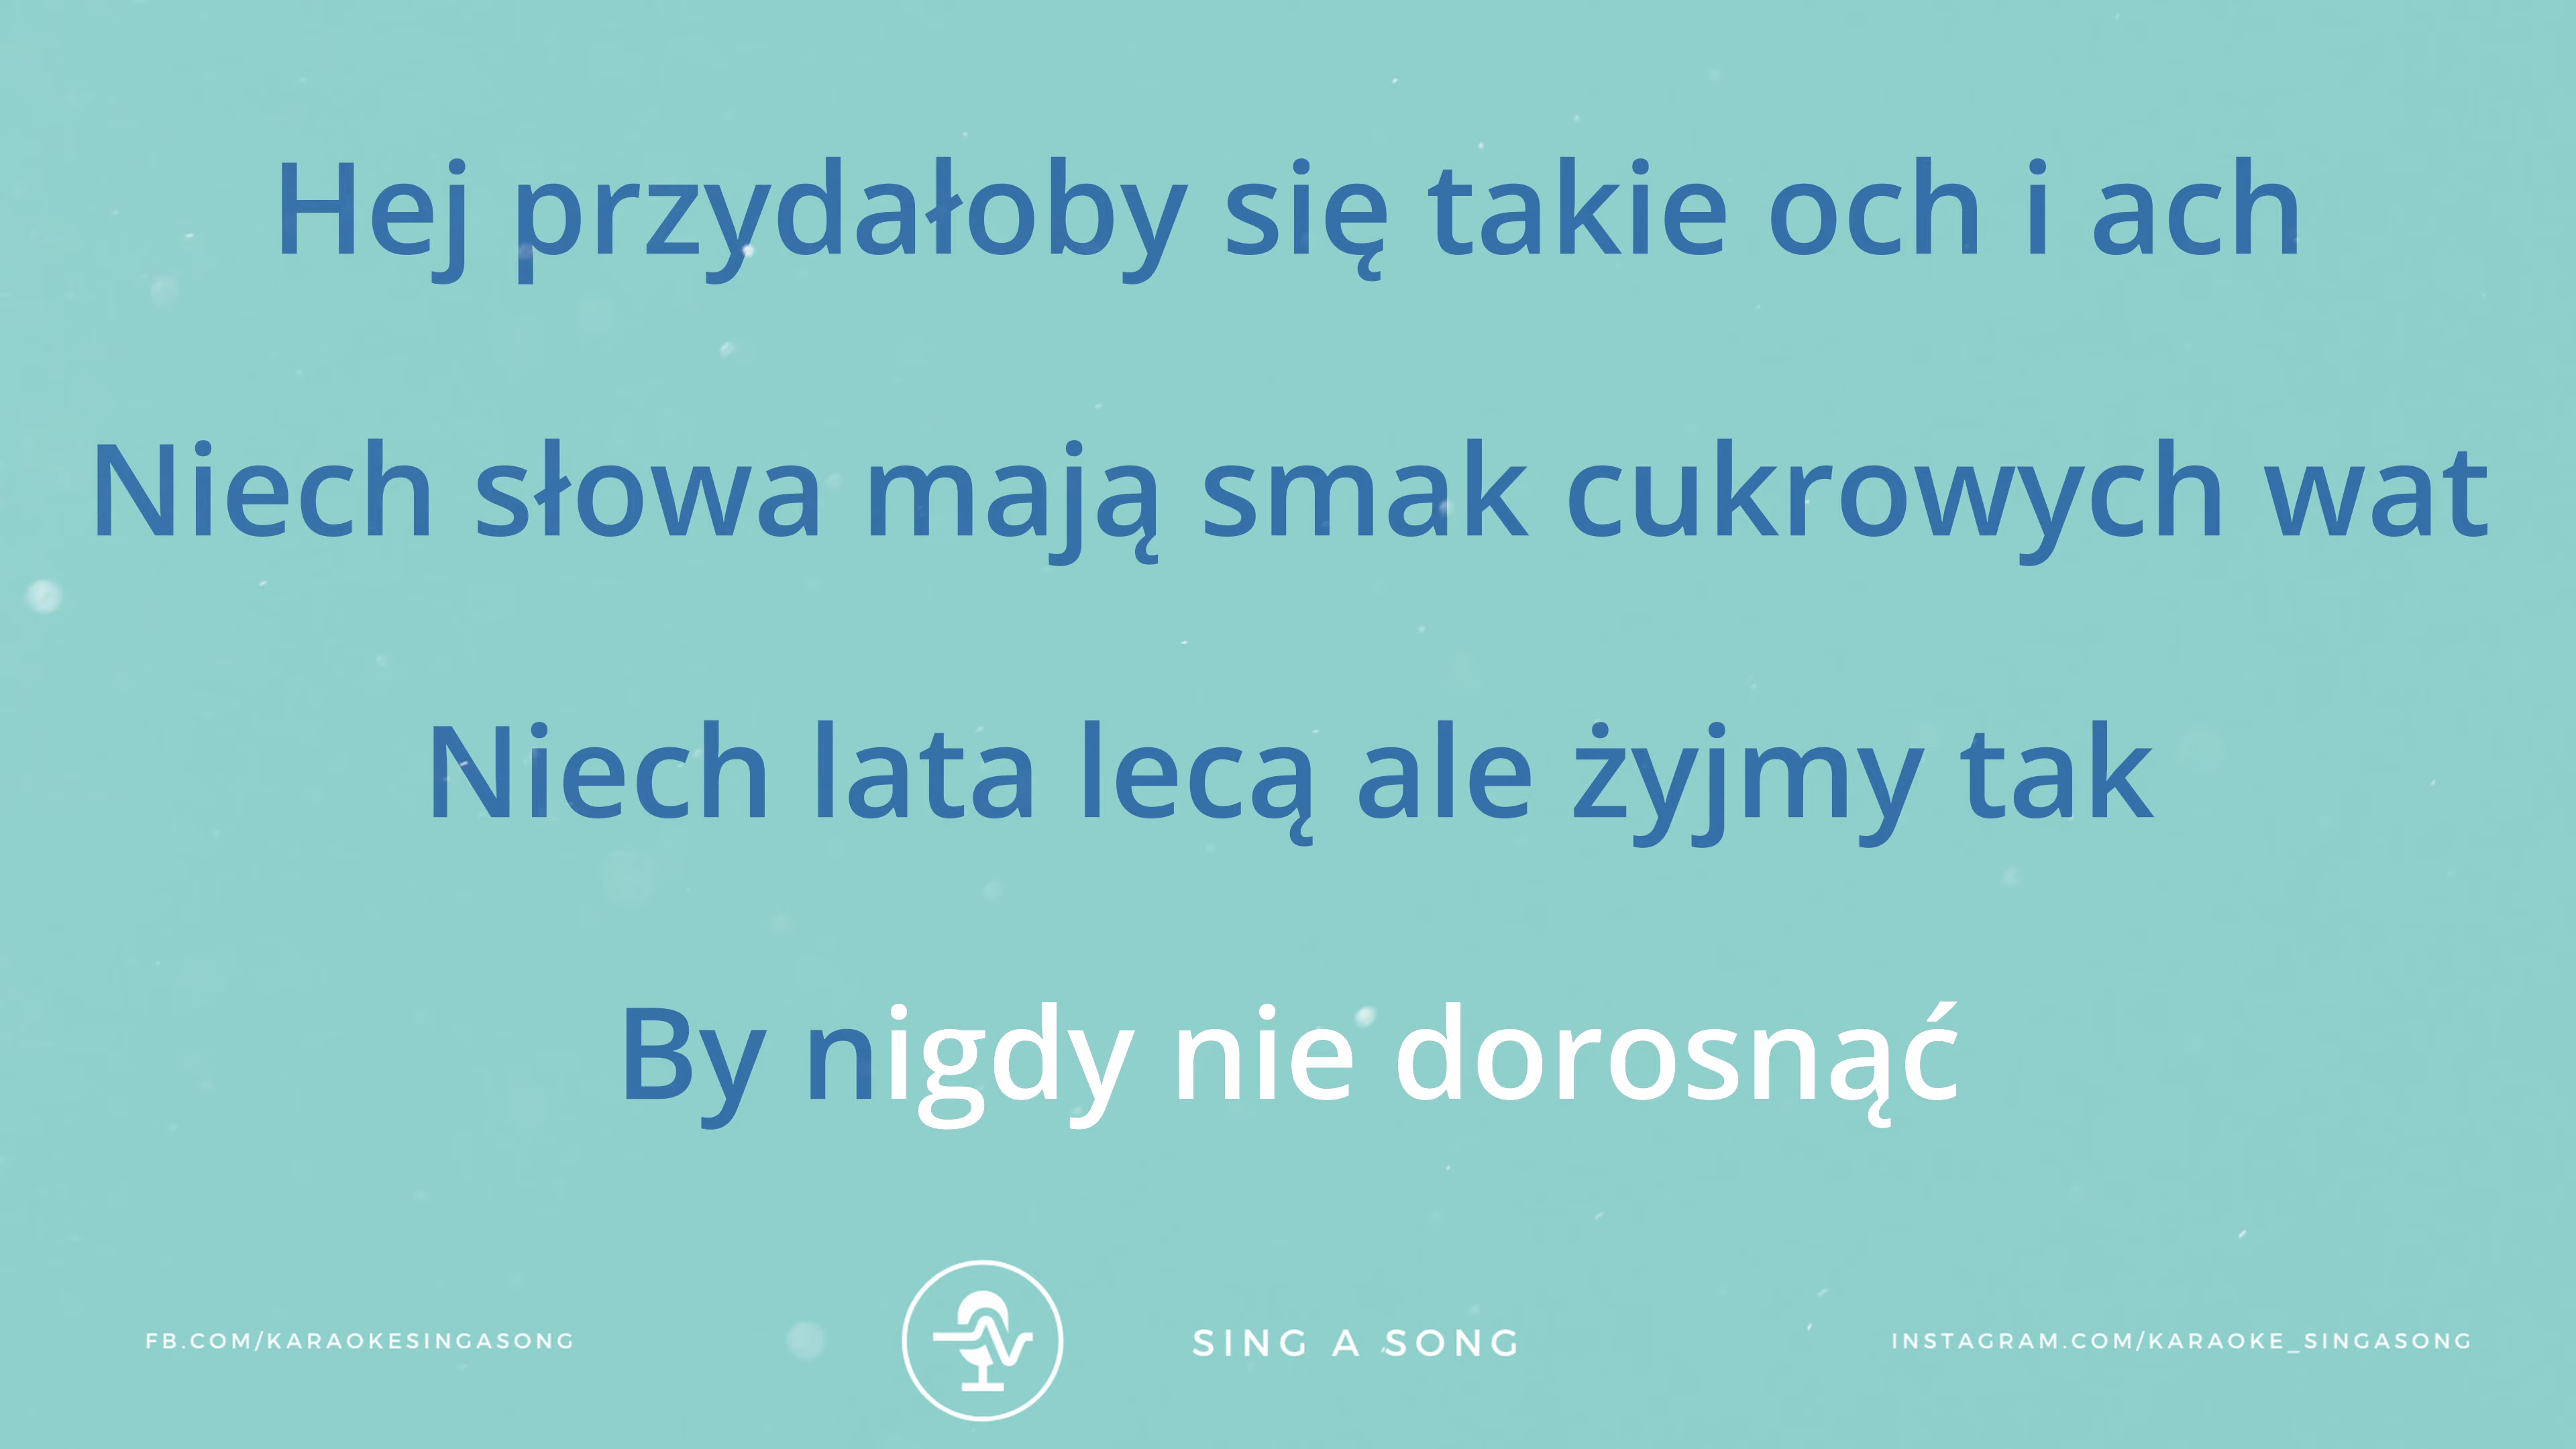 Hej przydałoby się takie och i ach
Niech słowa mają smak cukrowych wat
Niech lata lecą ale żyjmy tak
By nigdy nie dorosnąć
FB.COM/KARAOKESINGASONG
SING A SONG
INSTAGRAM.COM/KARAOKE_SINGASONG